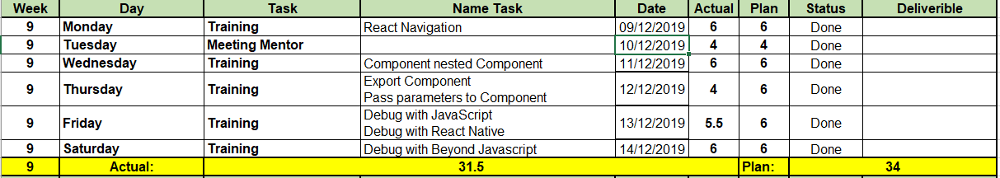 Week Day Task Name Task Date Actual Plan Status Deliverible
9 Monday Training React Navigation 09/12/2019 6 6 Done
9 Tuesday Meeting Mentor 10/12/2019 4 4 Done
9 Wednesday Training Component nested Component 11/12/2019 6 6 Done
9 Thursday Training Export Component
Pass parameters to Component 12/12/2019 4 6 Done
9 Friday Training Debug with JavaScript
Debug with React Native 13/12/2019 5.5 6 Done
9 Saturday Training Debug with Beyond Javascript 14/12/2019 6 6 Done
9 Actual: 31.5 Plan: 34